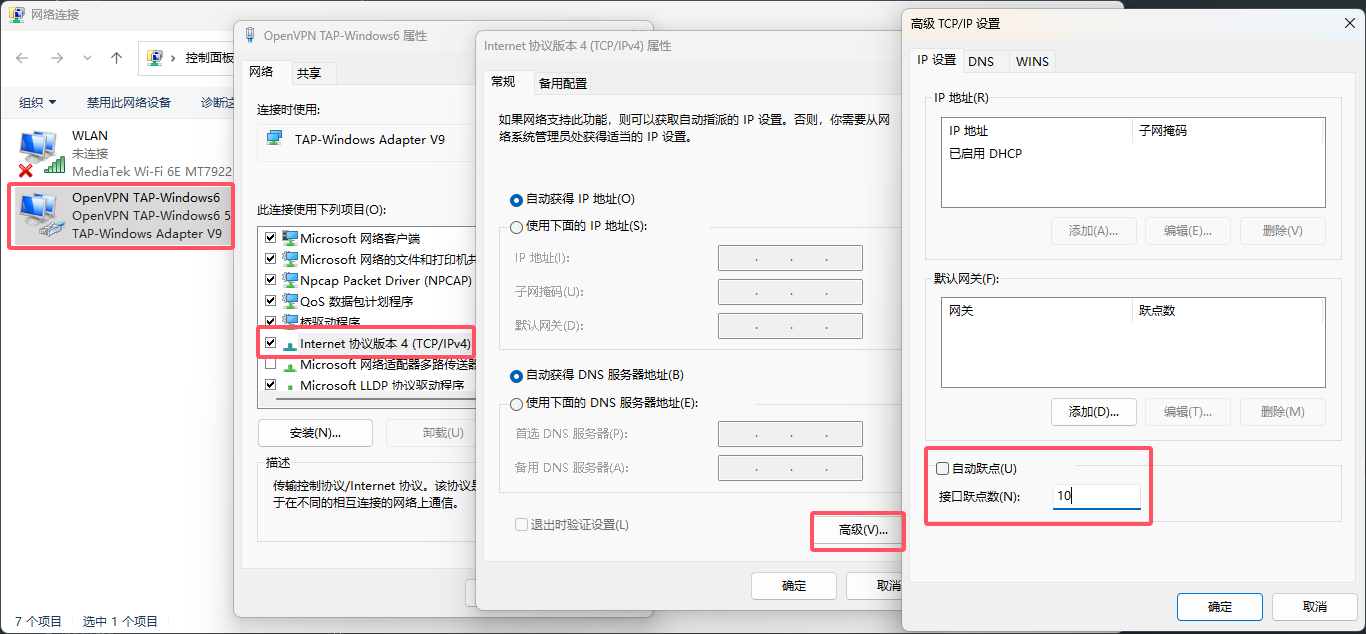 网络连接
控制面板
组织
禁用此网络设备
诊断这
WLAN
未连接
MediaTek Wi-Fi 6E MT7922
OpenVPN TAP-Windows6
OpenVPN TAP-Windows6 5
TAP-Windows Adapter V9
7 个项目
选中 1 个项目
OpenVPN TAP-Windows6 属性
网络
共享
连接时使用:
TAP-Windows Adapter V9
此连接使用下列项目(O):
Microsoft 网络客户端
Microsoft 网络的文件和打印机共
Npcap Packet Driver (NPCAP)
QoS 数据包计划程序
桥驱动程序
Internet 协议版本 4 (TCP/IPv4)
Microsoft 网络适配器多路传送器
Microsoft LLDP 协议驱动程序
安装(N)...
卸载(U)
描述
传输控制协议/Internet 协议。该协议是
于在不同的相互连接的网络上通信。
Internet 协议版本 4 (TCP/IPv4) 属性
常规
备用配置
如果网络支持此功能，则可以获取自动指派的 IP 设置。否则，你需要从网
络系统管理员处获得适当的 IP 设置。
自动获得 IP 地址(O)
使用下面的 IP 地址(S):
IP 地址(I):
子网掩码(U):
默认网关(D):
自动获得 DNS 服务器地址(B)
使用下面的 DNS 服务器地址(E):
首选 DNS 服务器(P):
备用 DNS 服务器(A):
退出时验证设置(L)
高级(V)...
确定
取消
高级 TCP/IP 设置
IP 设置
DNS
WINS
IP 地址(R)
IP 地址
子网掩码
已启用 DHCP
添加(A)...
编辑(E)...
删除(V)
默认网关(F):
网关
跃点数
添加(D)...
编辑(T)...
删除(M)
自动跃点(U)
接口跃点数(N):
10
确定
取消